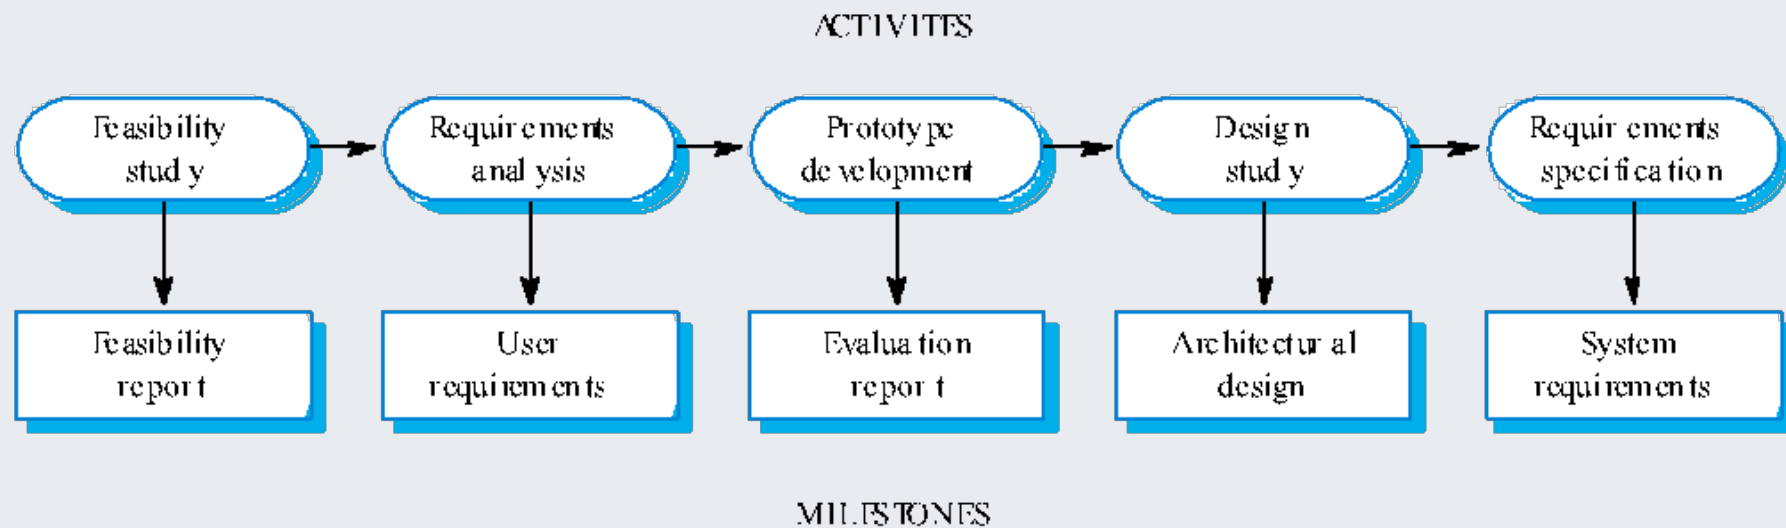 ACTIVITES
Feasibility
study
Requirements
analysis
Prototype
development
Design
study
Requirements
specification
Feasibility
report
User
requirements
Evaluation
report
Architectural
design
System
requirements
MILESTONES